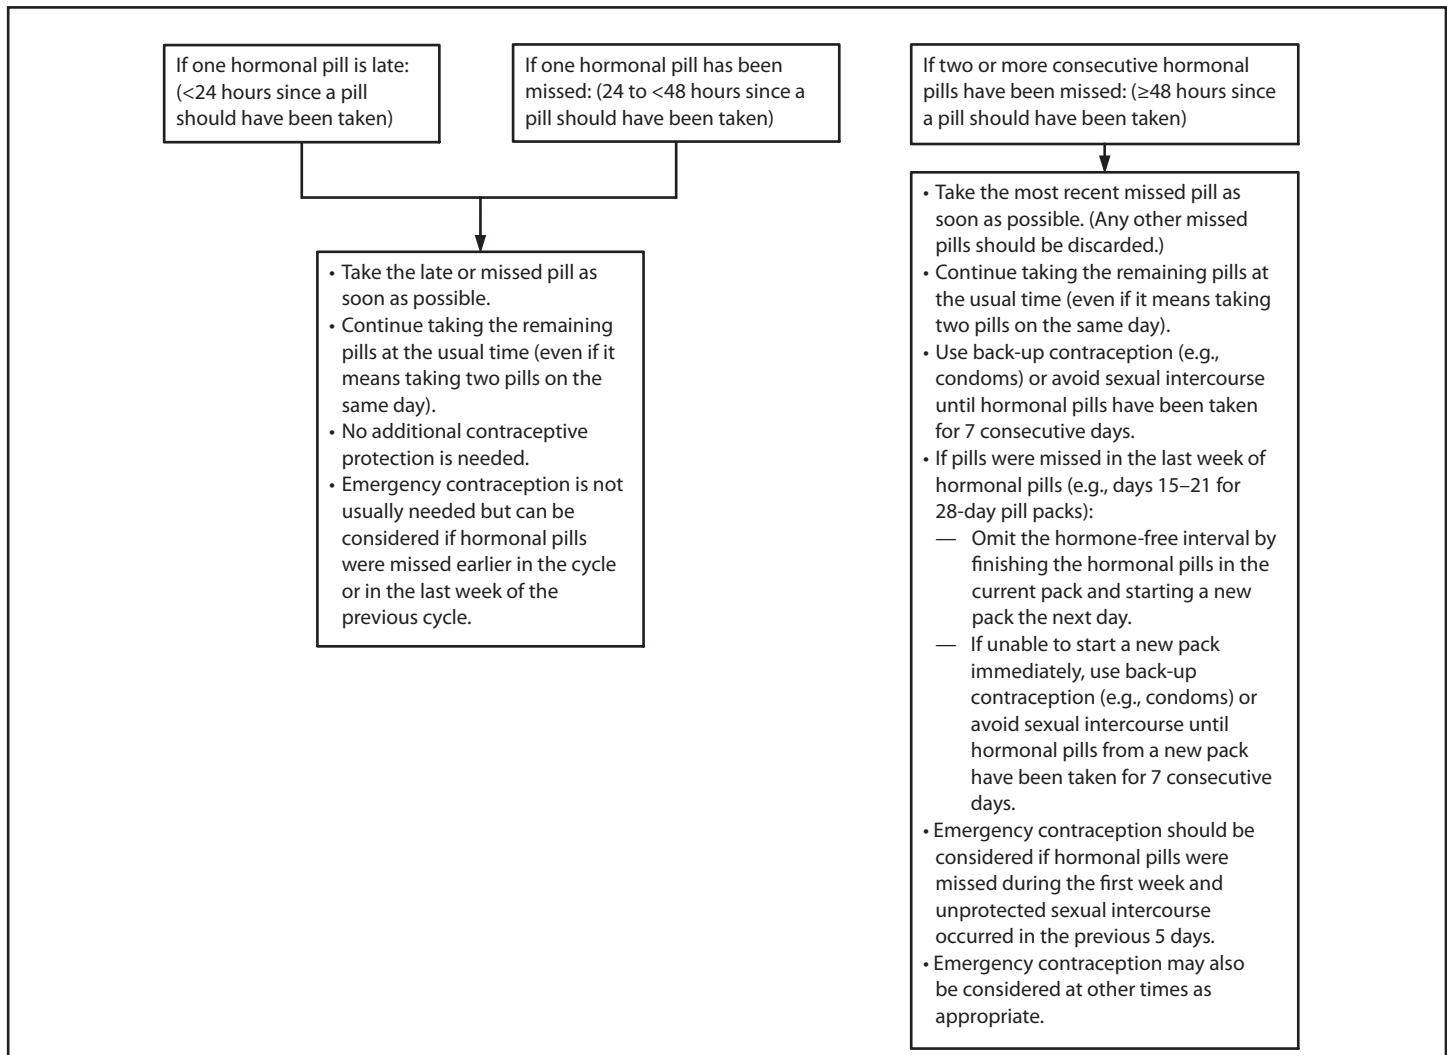 If one hormonal pill is late:
(<24 hours since a pill
should have been taken)
If one hormonal pill has been
missed: (24 to <48 hours since a
pill should have been taken)
If two or more consecutive hormonal
pills have been missed: (≥48 hours since
a pill should have been taken)
• Take the late or missed pill as
soon as possible.
• Continue taking the remaining
pills at the usual time (even if it
means taking two pills on the
same day).
• No additional contraceptive
protection is needed.
• Emergency contraception is not
usually needed but can be
considered if hormonal pills
were missed earlier in the cycle
or in the last week of the
previous cycle.
• Take the most recent missed pill as
soon as possible. (Any other missed
pills should be discarded.)
• Continue taking the remaining pills at
the usual time (even if it means taking
two pills on the same day).
• Use back-up contraception (e.g.,
condoms) or avoid sexual intercourse
until hormonal pills have been taken
for 7 consecutive days.
• If pills were missed in the last week of
hormonal pills (e.g., days 15–21 for
28-day pill packs):
— Omit the hormone-free interval by
finishing the hormonal pills in the
current pack and starting a new
pack the next day.
— If unable to start a new pack
immediately, use back-up
contraception (e.g., condoms) or
avoid sexual intercourse until
hormonal pills from a new pack
have been taken for 7 consecutive
days.
• Emergency contraception should be
considered if hormonal pills were
missed during the first week and
unprotected sexual intercourse
occurred in the previous 5 days.
• Emergency contraception may also
be considered at other times as
appropriate.